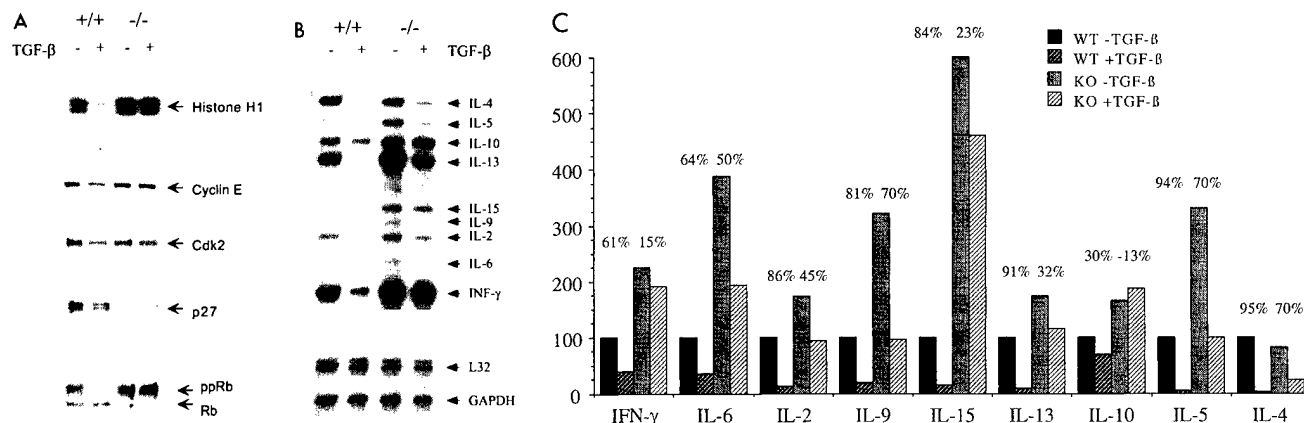 A
+/+ -/-
TGF-β - + - +
Histone H1
Cyclin E
Cdk2
p27
ppRb
Rb
B
+/+ -/-
- + - + TGF-β
IL-4
IL-5
IL-10
IL-13
IL-15
IL-9
IL-2
IL-6
INF-γ
L32
GAPDH
C
WT -TGF-ß
WT +TGF-ß
KO -TGF-ß
KO +TGF-ß
600
500
400
300
200
100
0
61% 15%
64% 50%
86% 45%
81% 70%
84% 23%
91% 32%
30% -13%
94% 70%
95% 70%
IFN-γ IL-6 IL-2 IL-9 IL-15 IL-13 IL-10 IL-5 IL-4